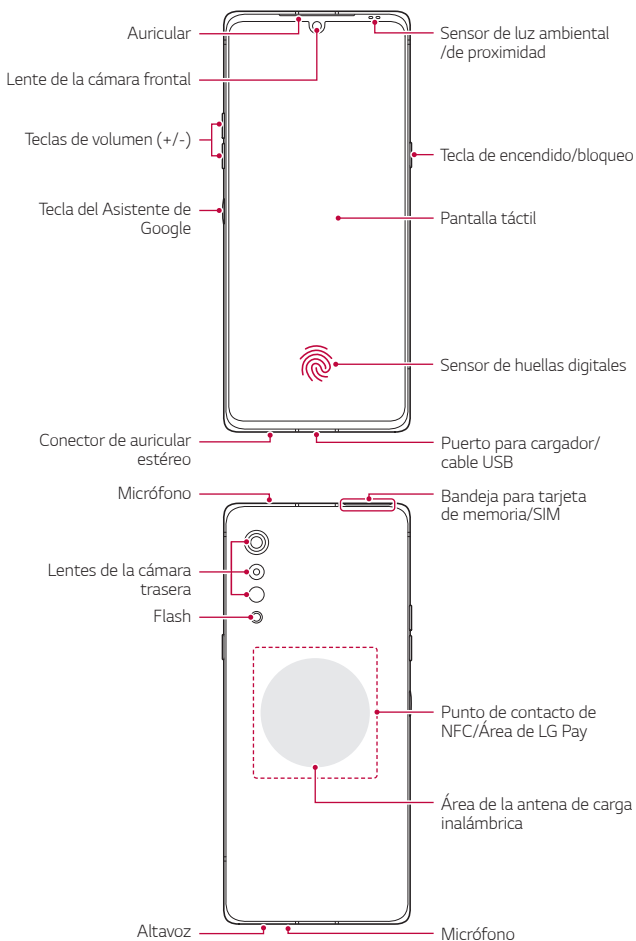 Auricular
Lente de la cámara frontal
Teclas de volumen (+/-)
Tecla del Asistente de
Google
Sensor de luz ambiental
/de proximidad
Tecla de encendido/bloqueo
Pantalla táctil
Sensor de huellas digitales
Conector de auricular
estéreo
Puerto para cargador/
cable USB
Micrófono
Bandeja para tarjeta
de memoria/SIM
Lentes de la cámara
trasera
Flash
Punto de contacto de
NFC/Área de LG Pay
Área de la antena de carga
inalámbrica
Altavoz
Micrófono